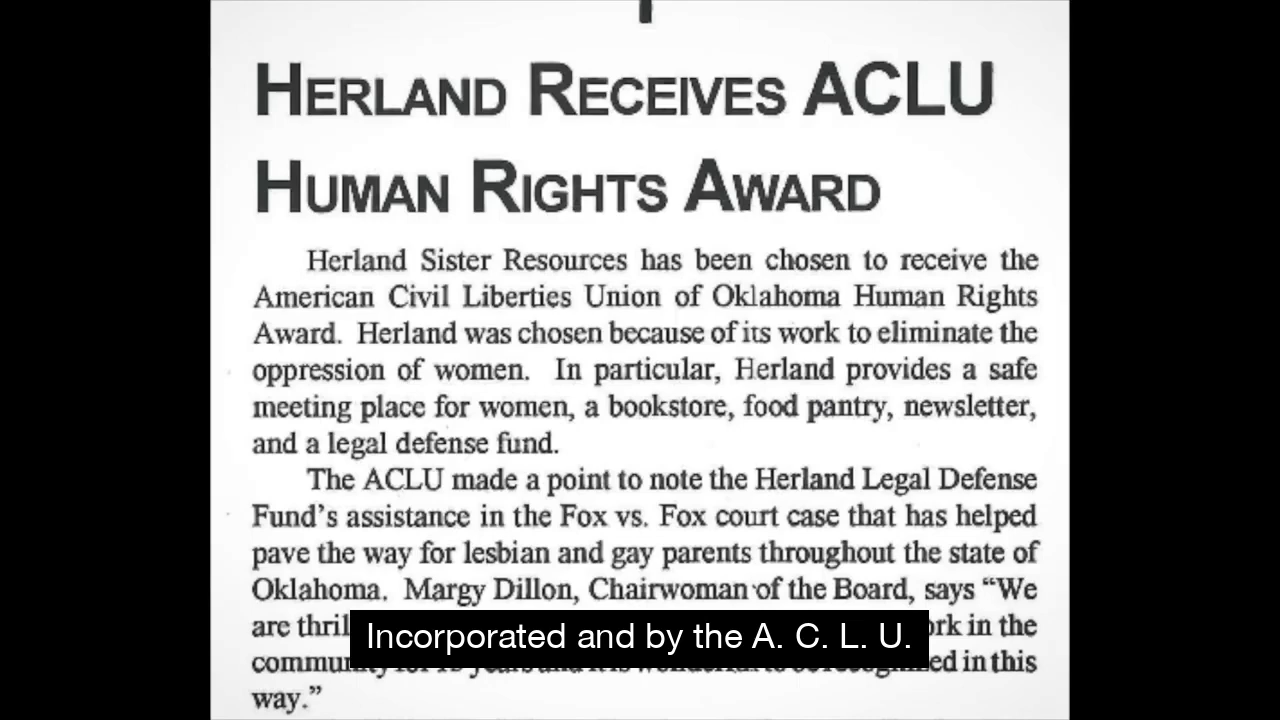 HERLAND RECEIVES ACLU
HUMAN RIGHTS AWARD
Herland Sister Resources has been chosen to receive the
American Civil Liberties Union of Oklahoma Human Rights
Award. Herland was chosen because of its work to eliminate the
oppression of women. In particular, Herland provides a safe
meeting place for women, a bookstore, food pantry, newsletter,
and a legal defense fund.
The ACLU made a point to note the Herland Legal Defense
Fund's assistance in the Fox vs. Fox court case that has helped
pave the way for lesbian and gay parents throughout the state of
Oklahoma. Margy Dillon, Chairwoman of the Board, says “We
are in the
in this
way.”
Incorporated and by the A. C. L. U.